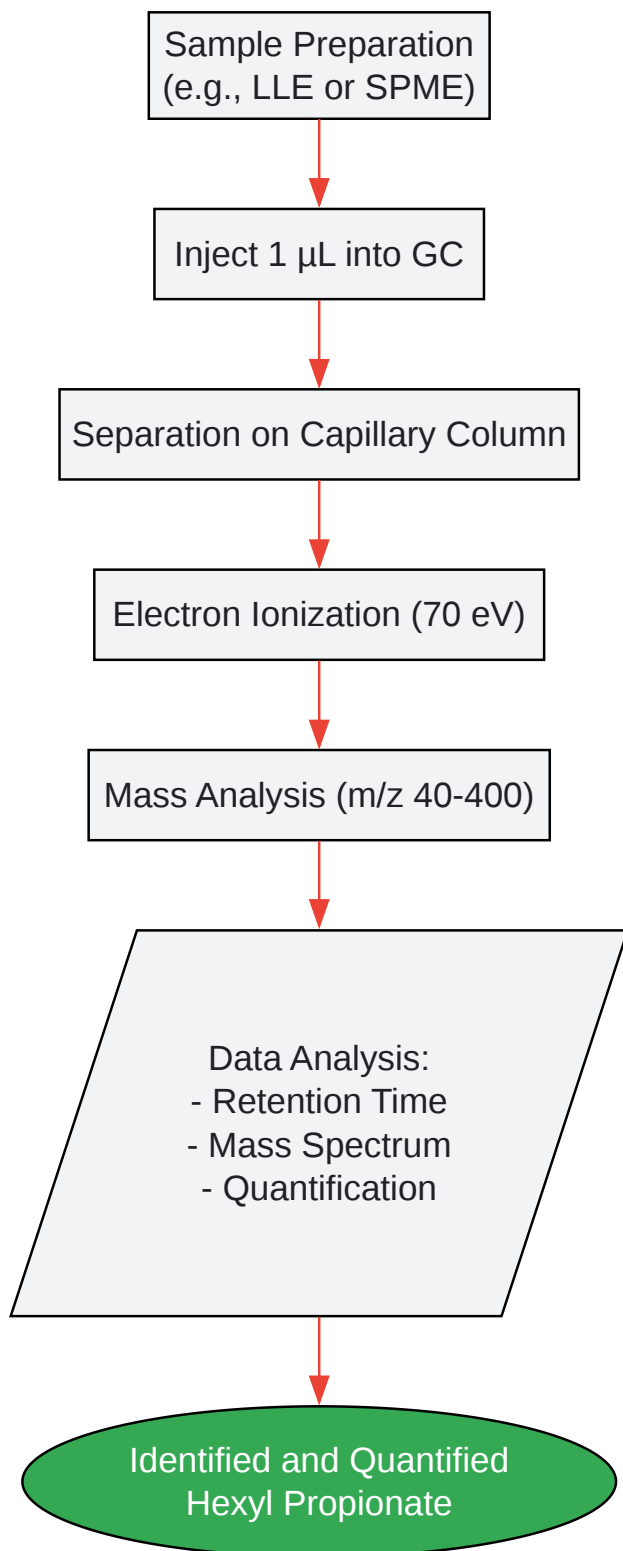 Sample Preparation
(e.g., LLE or SPME)
Inject 1 µL into GC
Separation on Capillary Column
Electron Ionization (70 eV)
Mass Analysis (m/z 40-400)
Data Analysis:
- Retention Time
- Mass Spectrum
- Quantification
Identified and Quantified
Hexyl Propionate